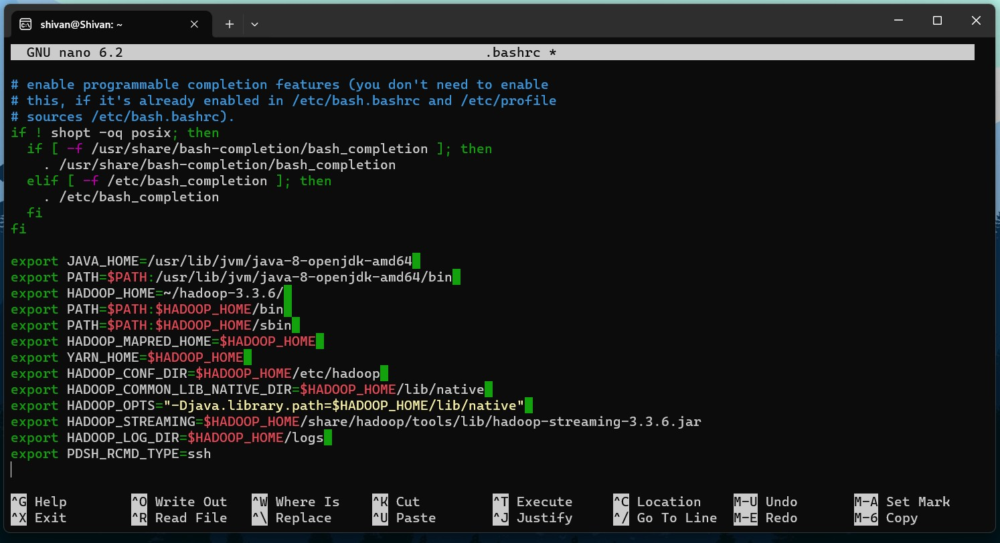 shivan@Shivan: ~
GNU nano 6.2 .bashrc *
# enable programmable completion features (you don't need to enable
# this, if it's already enabled in /etc/bash.bashrc and /etc/profile
# sources /etc/bash.bashrc).
if ! shopt -oq posix; then
  if [ -f /usr/share/bash-completion/bash_completion ]; then
    . /usr/share/bash-completion/bash_completion
  elif [ -f /etc/bash_completion ]; then
    . /etc/bash_completion
  fi
fi
export JAVA_HOME=/usr/lib/jvm/java-8-openjdk-amd64
export PATH=$PATH:/usr/lib/jvm/java-8-openjdk-amd64/bin
export HADOOP_HOME=~/hadoop-3.3.6/
export PATH=$PATH:$HADOOP_HOME/bin
export PATH=$PATH:$HADOOP_HOME/sbin
export HADOOP_MAPRED_HOME=$HADOOP_HOME
export YARN_HOME=$HADOOP_HOME
export HADOOP_CONF_DIR=$HADOOP_HOME/etc/hadoop
export HADOOP_COMMON_LIB_NATIVE_DIR=$HADOOP_HOME/lib/native
export HADOOP_OPTS="-Djava.library.path=$HADOOP_HOME/lib/native"
export HADOOP_STREAMING=$HADOOP_HOME/share/hadoop/tools/lib/hadoop-streaming-3.3.6.jar
export HADOOP_LOG_DIR=$HADOOP_HOME/logs
export PDSH_RCMD_TYPE=ssh
^G Help ^O Write Out ^W Where Is ^K Cut ^T Execute ^C Location M-U Undo M-A Set Mark
^X Exit ^R Read File ^\ Replace ^U Paste ^J Justify ^/ Go To Line M-E Redo M-6 Copy